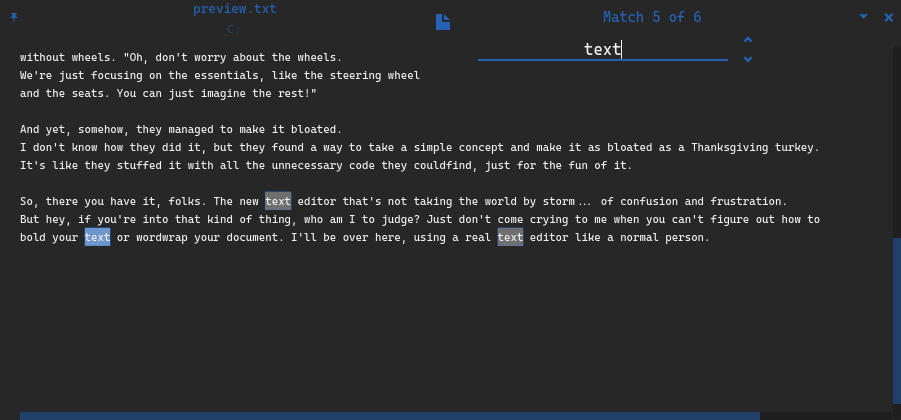 preview.txt
C:
Match 5 of 6
text
without wheels. "Oh, don't worry about the wheels.
We're just focusing on the essentials, like the steering wheel
and the seats. You can just imagine the rest!"
And yet, somehow, they managed to make it bloated.
I don't know how they did it, but they found a way to take a simple concept and make it as bloated as a Thanksgiving turkey.
It's like they stuffed it with all the unnecessary code they couldfind, just for the fun of it.
So, there you have it, folks. The new text editor that's not taking the world by storm... of confusion and frustration.
But hey, if you're into that kind of thing, who am I to judge? Just don't come crying to me when you can't figure out how to
bold your text or wordwrap your document. I'll be over here, using a real text editor like a normal person.